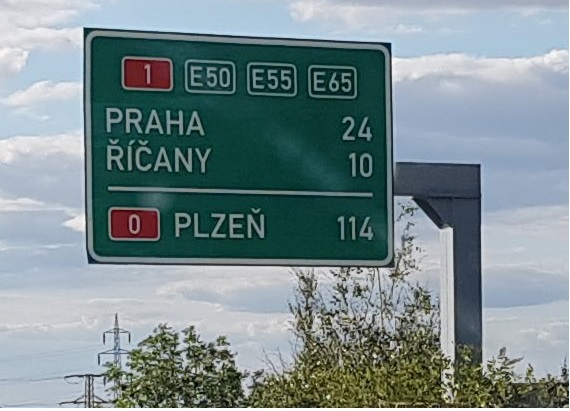 1 E50 E55 E65
PRAHA 24
ŘÍČANY 10
0 PLZEŇ 114